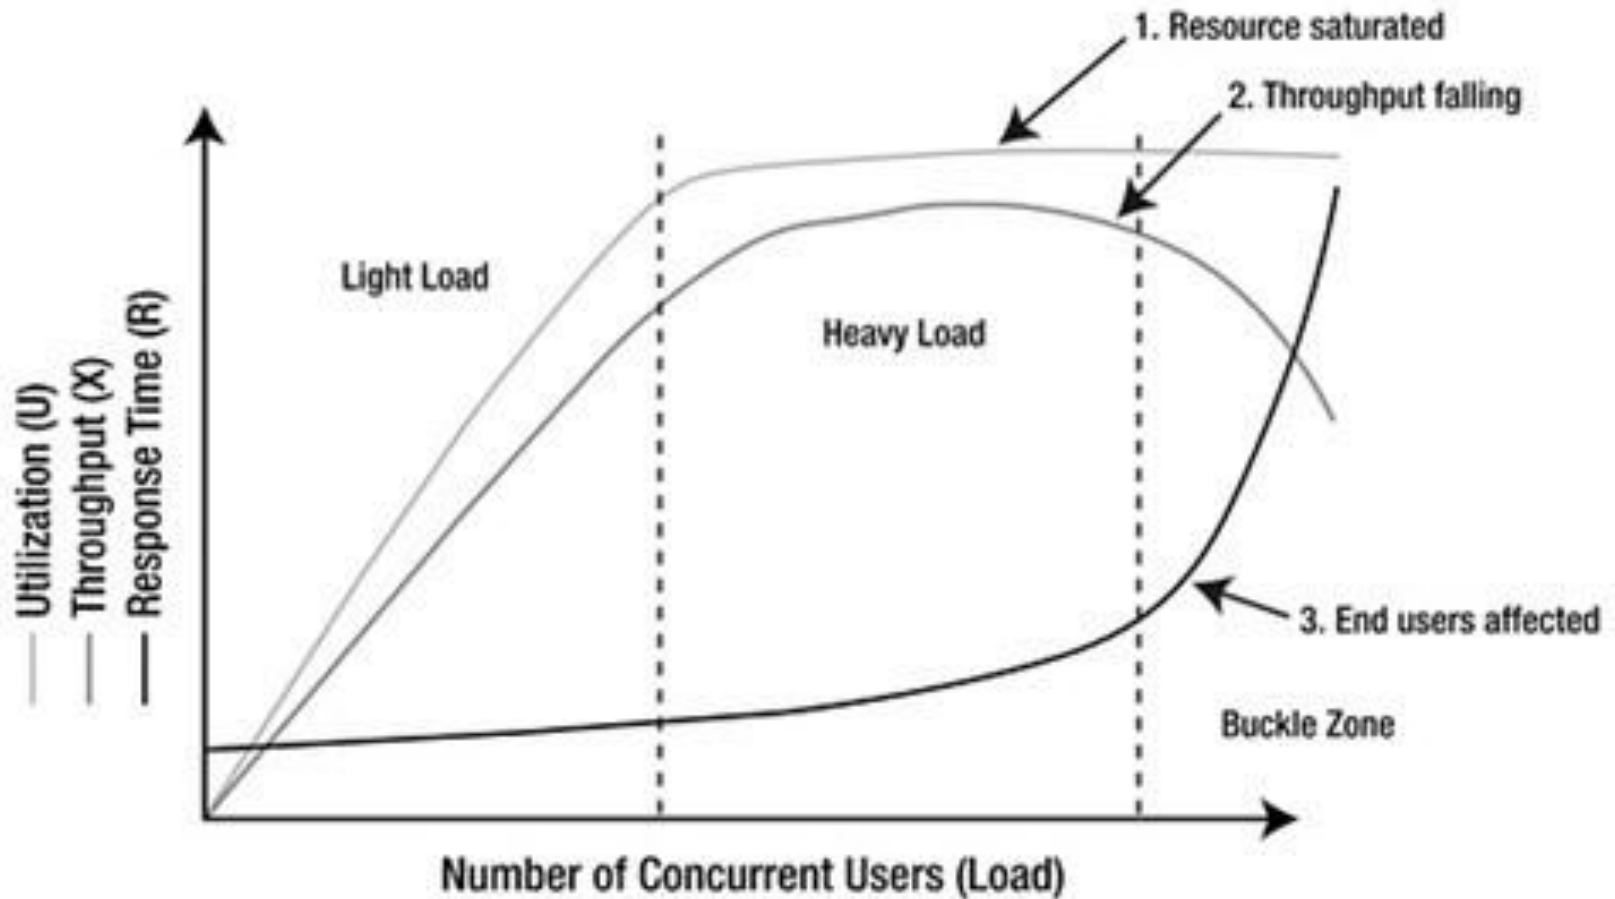 1. Resource saturated
2. Throughput falling
Light Load
Heavy Load
Utilization (U)
Throughput (X)
Response Time (R)
3. End users affected
Buckle Zone
Number of Concurrent Users (Load)